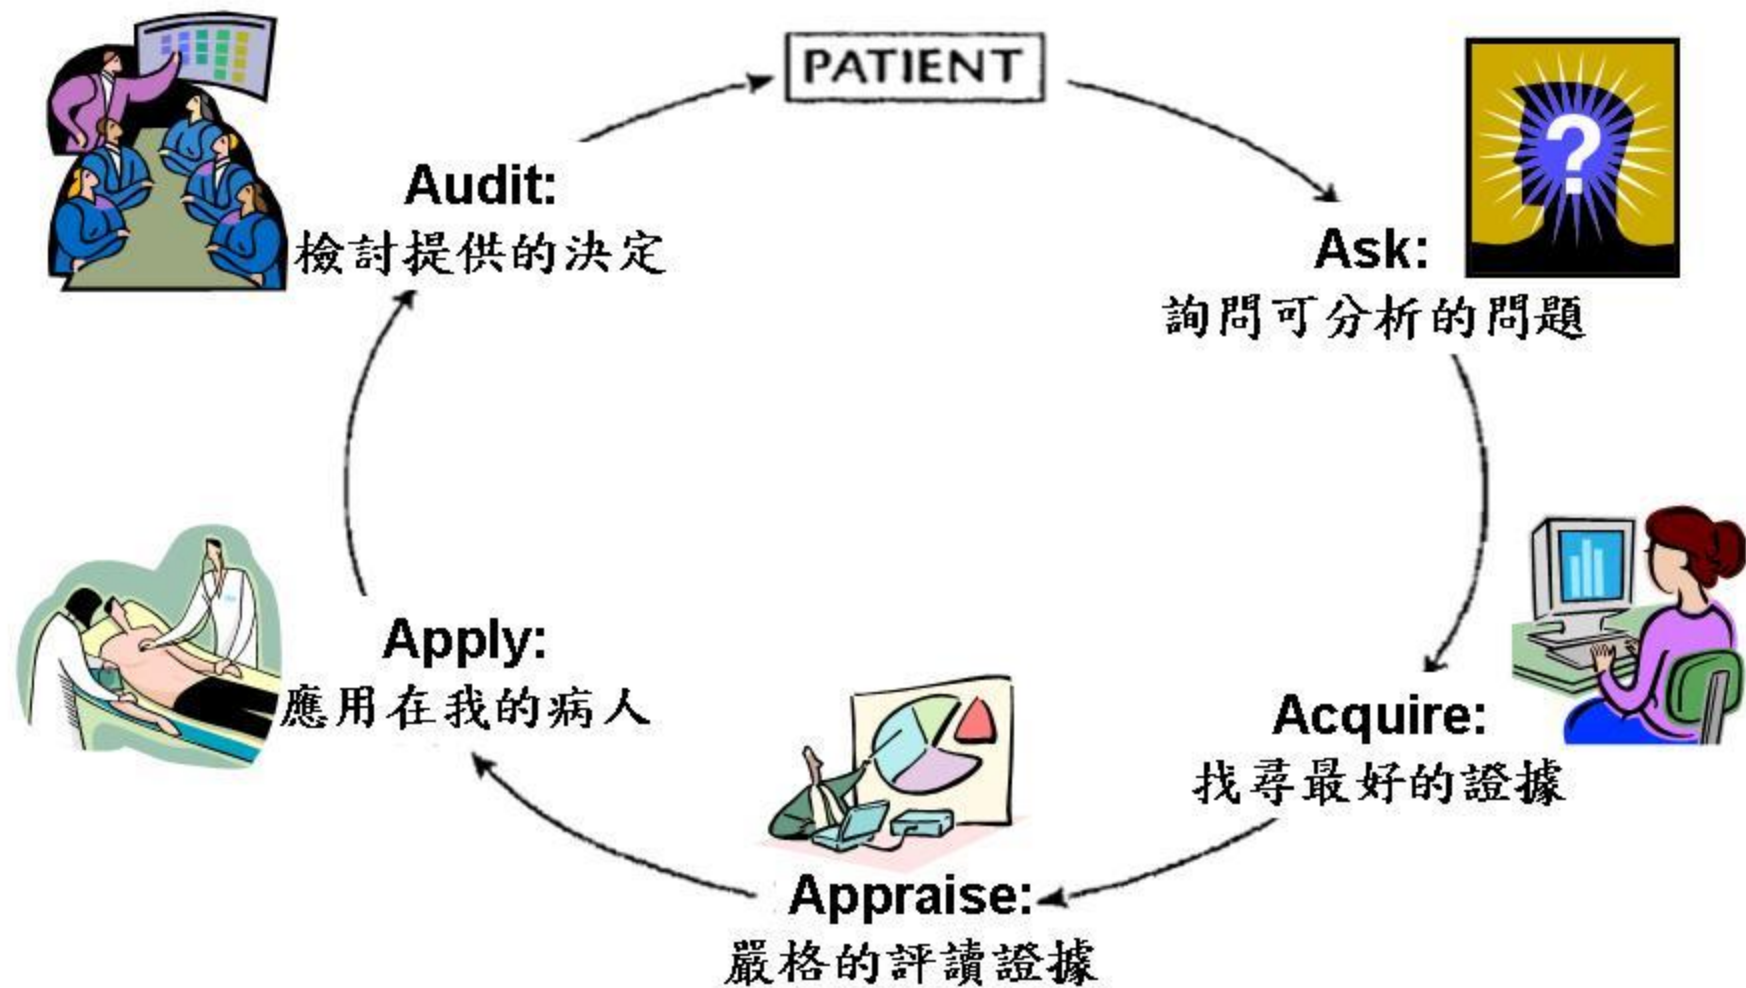 PATIENT
Ask:
詢問可分析的問題
Acquire:
找尋最好的證據
Appraise:
嚴格的評讀證據
Apply:
應用在我的病人
Audit:
檢討提供的決定